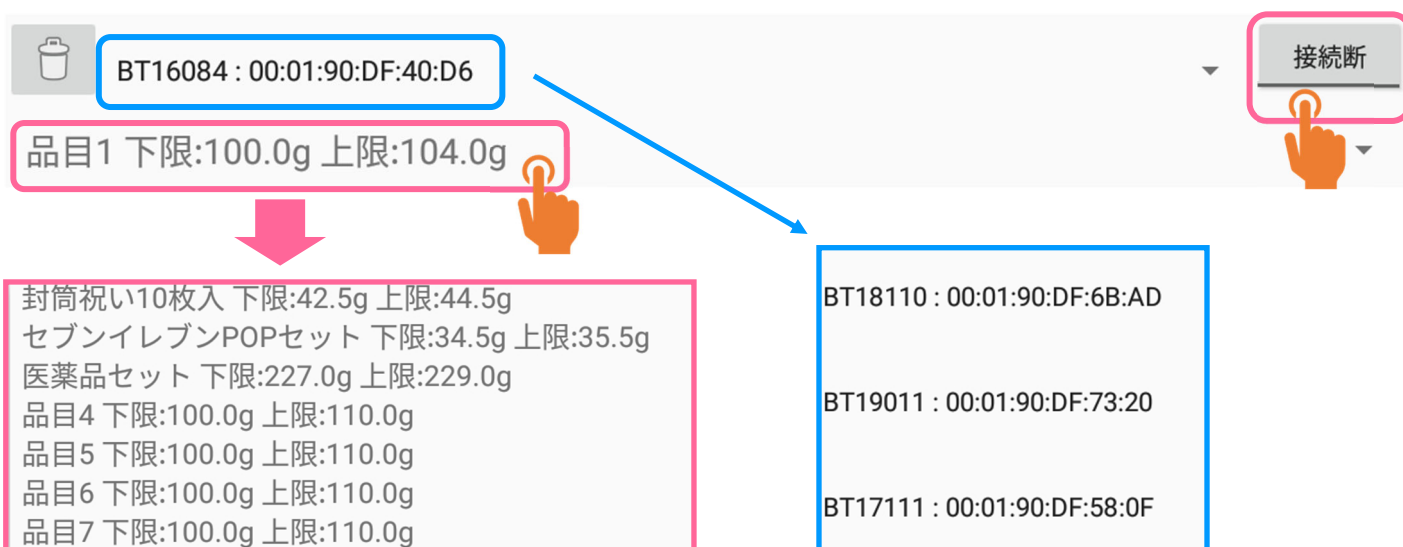 BT16084 : 00:01:90:DF:40:D6
接続断
品目1 下限:100.0g 上限:104.0g
封筒祝い10枚入 下限:42.5g 上限:44.5g
セブンイレブンPOPセット 下限:34.5g 上限:35.5g
医薬品セット 下限:227.0g 上限:229.0g
品目4 下限:100.0g 上限:110.0g
品目5 下限:100.0g 上限:110.0g
品目6 下限:100.0g 上限:110.0g
品目7 下限:100.0g 上限:110.0g
BT18110 : 00:01:90:DF:6B:AD
BT19011 : 00:01:90:DF:73:20
BT17111 : 00:01:90:DF:58:0F